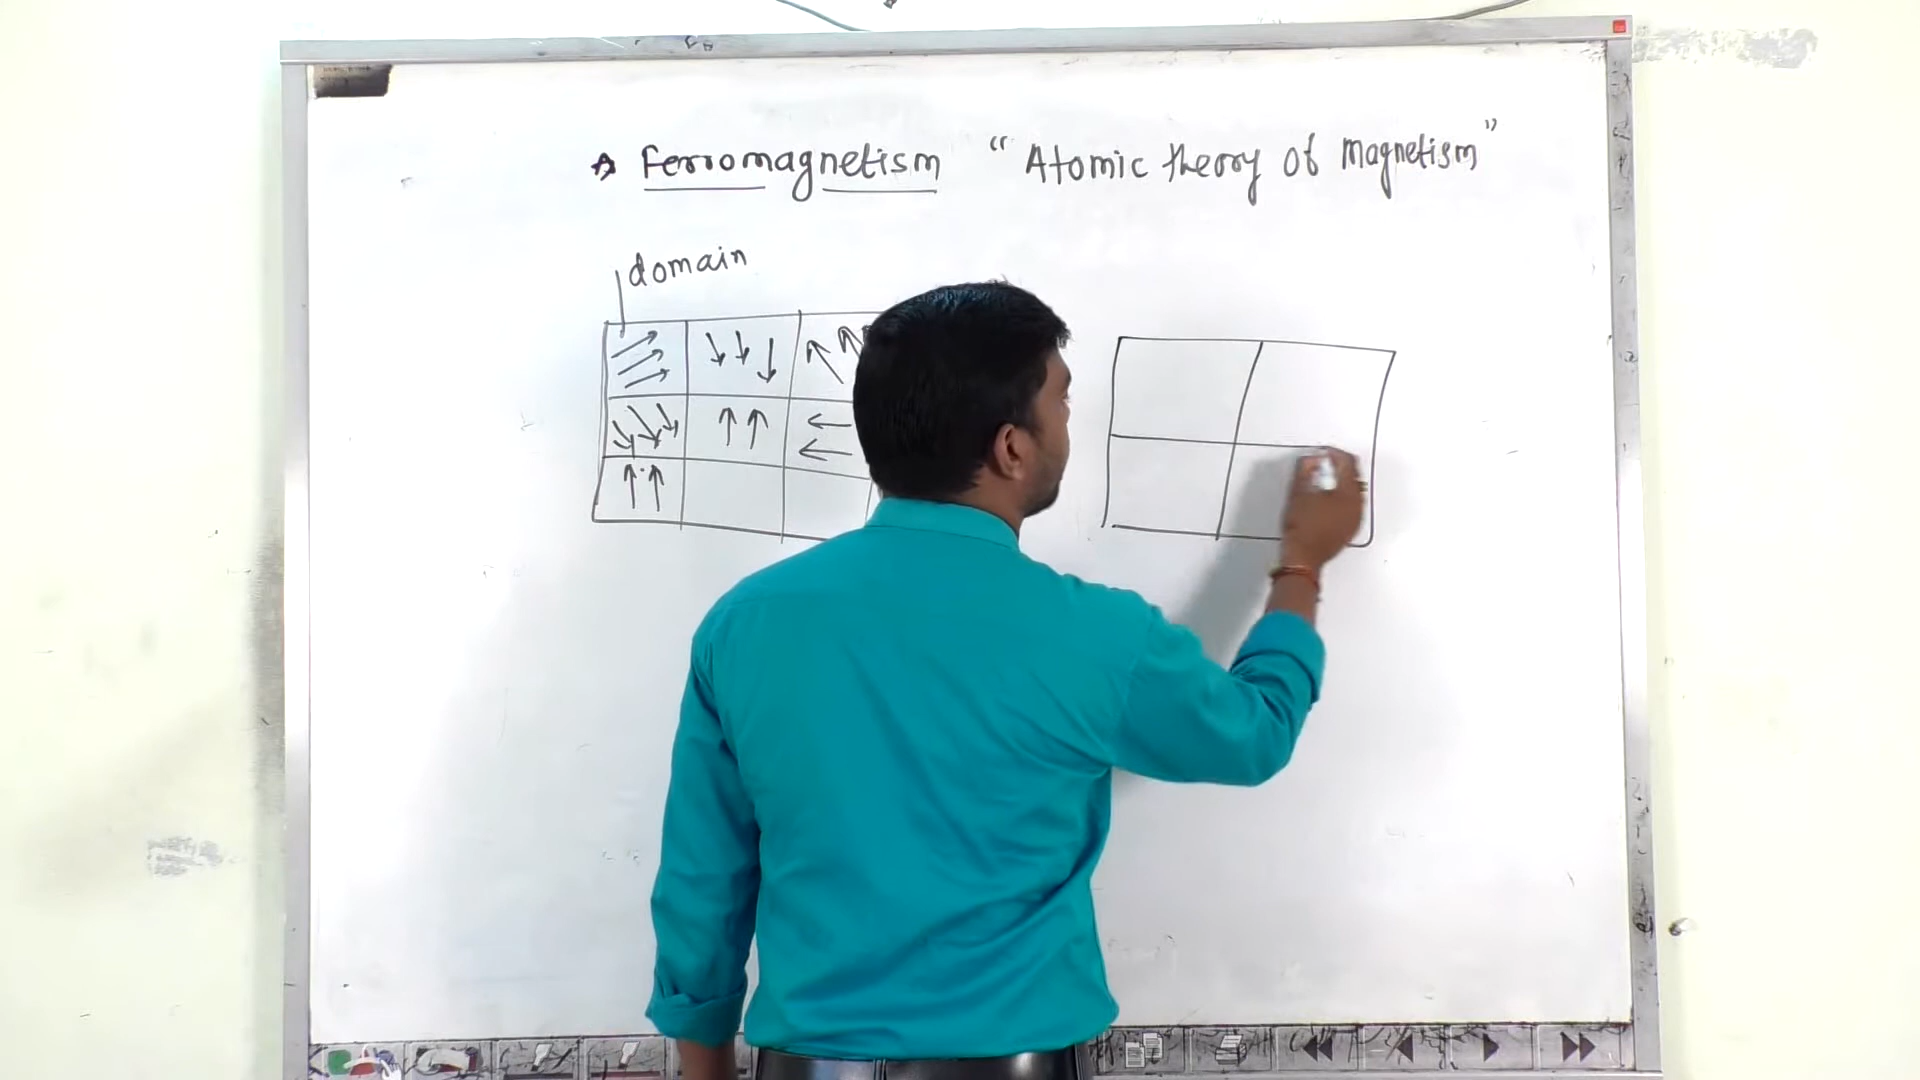 Ferromagnetism “Atomic theory of Magnetism”
domain